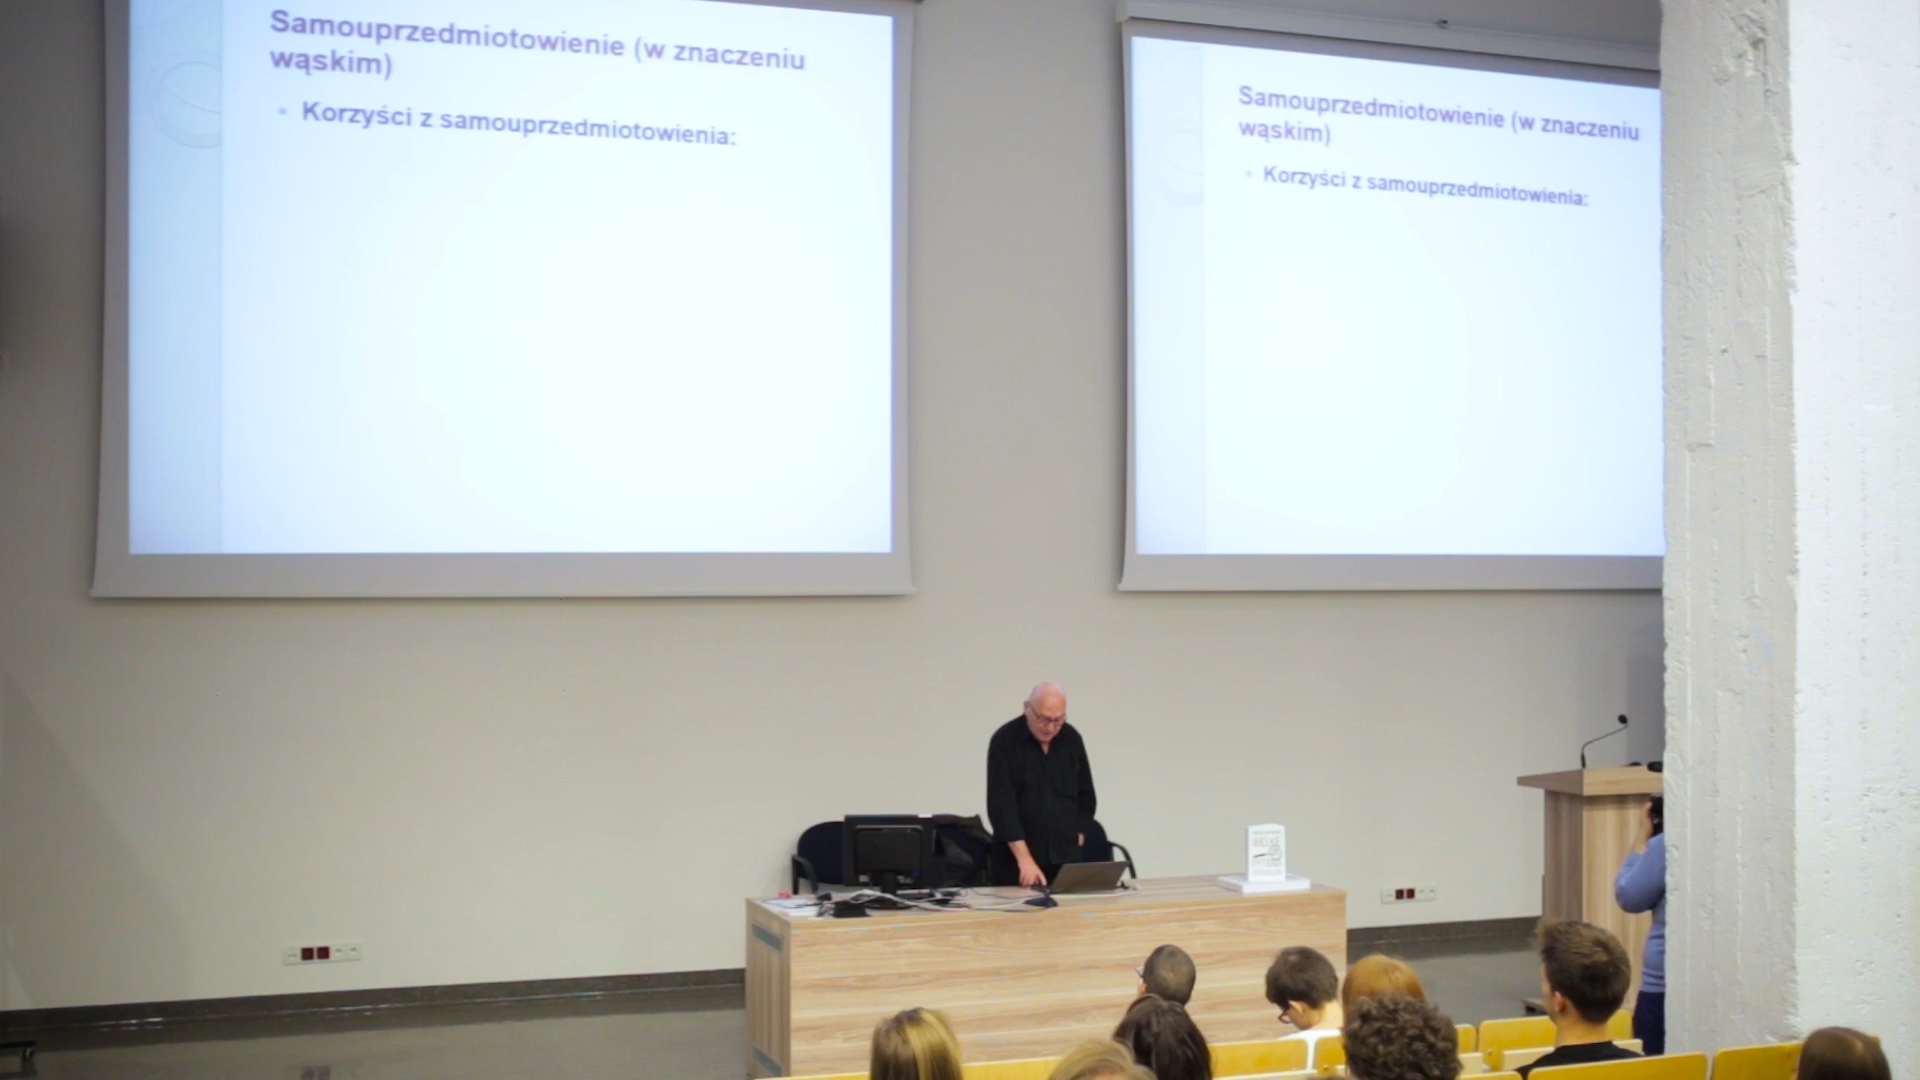 Samouprzedmiotowienie (w znaczeniu
wąskim)
• Korzyści z samouprzedmiotowienia:
Samouprzedmiotowienie (w znaczeniu
wąskim)
• Korzyści z samouprzedmiotowienia: